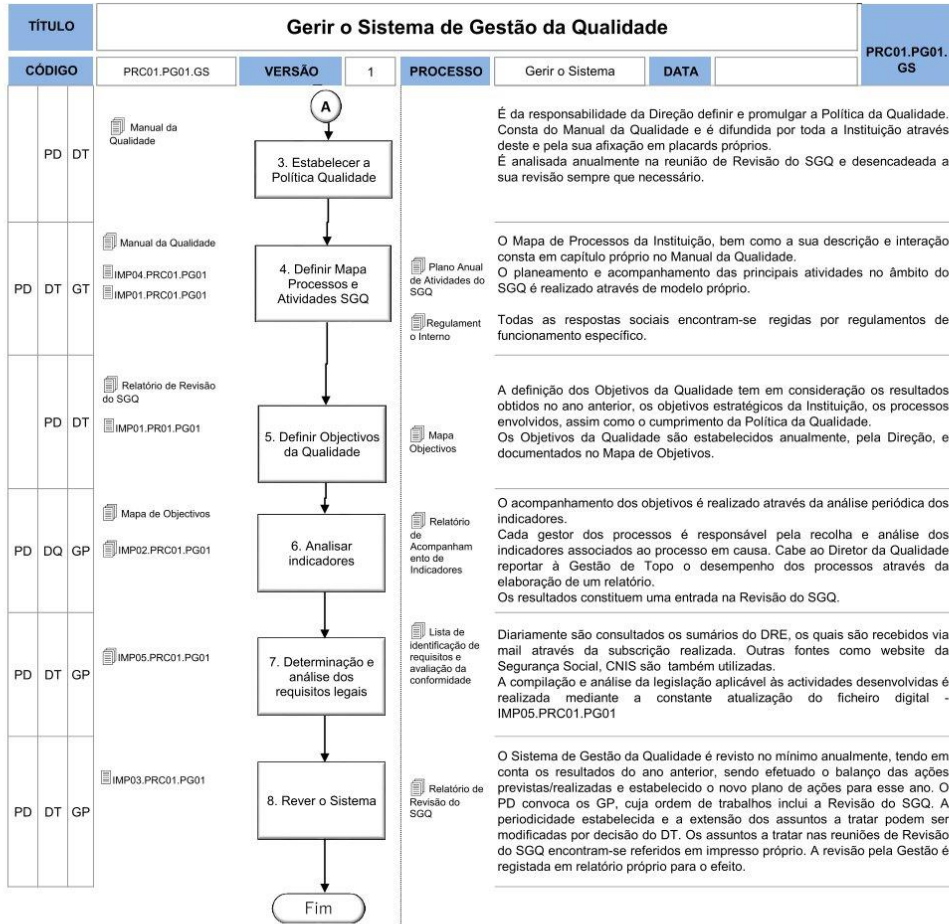 TÍTULO
Gerir o Sistema de Gestão da Qualidade
PRC01.PG01.
GS
CÓDIGO
PRC01.PG01.GS
VERSÃO
1
PROCESSO
Gerir o Sistema
DATA
A
PD DT
Manual da
Qualidade
3. Estabelecer a
Política Qualidade
É da responsabilidade da Direção definir e promulgar a Política da Qualidade.
Consta do Manual da Qualidade e é difundida por toda a Instituição através
deste e pela sua afixação em placards próprios.
É analisada anualmente na reunião de Revisão do SGQ e desencadeada a
sua revisão sempre que necessário.
PD DT GT
Manual da Qualidade
IMP04.PRC01.PG01
IMP01.PRC01.PG01
4. Definir Mapa
Processos e
Atividades SGQ
Plano Anual
de Atividades do
SGQ
Regulament
o Interno
O Mapa de Processos da Instituição, bem como a sua descrição e interação
consta em capítulo próprio no Manual da Qualidade.
O planeamento e acompanhamento das principais atividades no âmbito do
SGQ é realizado através de modelo próprio.
Todas as respostas sociais encontram-se regidas por regulamentos de
funcionamento específico.
PD DT
Relatório de Revisão
do SGQ
IMP01.PR01.PG01
5. Definir Objectivos
da Qualidade
Mapa
Objectivos
A definição dos Objetivos da Qualidade tem em consideração os resultados
obtidos no ano anterior, os objetivos estratégicos da Instituição, os processos
envolvidos, assim como o cumprimento da Política da Qualidade.
Os Objetivos da Qualidade são estabelecidos anualmente, pela Direção, e
documentados no Mapa de Objetivos.
PD DQ GP
Mapa de Objectivos
IMP02.PRC01.PG01
6. Analisar
indicadores
Relatório
de
Acompanham
ento de
Indicadores
O acompanhamento dos objetivos é realizado através da análise periódica dos
indicadores.
Cada gestor dos processos é responsável pela recolha e análise dos
indicadores associados ao processo em causa. Cabe ao Diretor da Qualidade
reportar à Gestão de Topo o desempenho dos processos através da
elaboração de um relatório.
Os resultados constituem uma entrada na Revisão do SGQ.
PD DT GP
IMP05.PRC01.PG01
7. Determinação e
análise dos
requisitos legais
Lista de
identificação de
requisitos e
avaliação da
conformidade
Diariamente são consultados os sumários do DRE, os quais são recebidos via
mail através da subscrição realizada. Outras fontes como website da
Segurança Social, CNIS são também utilizadas.
A compilação e análise da legislação aplicável às actividades desenvolvidas é
realizada mediante a constante atualização do ficheiro digital -
IMP05.PRC01.PG01
PD DT GP
IMP03.PRC01.PG01
8. Rever o Sistema
Relatório de
Revisão do
SGQ
O Sistema de Gestão da Qualidade é revisto no mínimo anualmente, tendo em
conta os resultados do ano anterior, sendo efetuado o balanço das ações
previstas/realizadas e estabelecido o novo plano de ações para esse ano. O
PD convoca os GP, cuja ordem de trabalhos inclui a Revisão do SGQ. A
periodicidade estabelecida e a extensão dos assuntos a tratar podem ser
modificadas por decisão do DT. Os assuntos a tratar nas reuniões de Revisão
do SGQ encontram-se referidos em impresso próprio. A revisão pela Gestão é
registada em relatório próprio para o efeito.
Fim